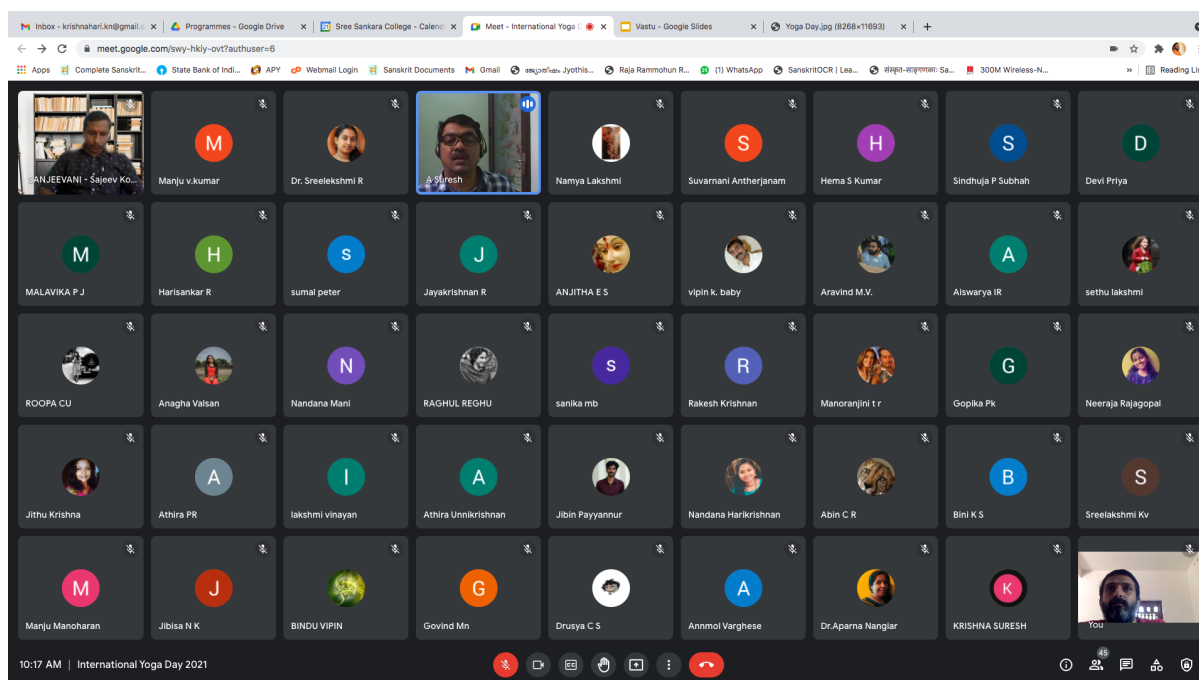 Inbox - krishnahari.kn@gmail.c
Programmes - Google Drive
Sree Sankara College - Calend
Meet - International Yoga D
Vastu - Google Slides
Yoga Day.jpg (8268×11693)
meet.google.com/swy-hkiy-ovt?authuser=6
Apps
Complete Sanskrit...
State Bank of Indi...
APY
Webmail Login
Sanskrit Documents
Gmail
ജ്യോതിഷം Jyothis...
Raja Rammohun R...
(1) WhatsApp
SanskritOCR | Lea...
संस्कृत-साङ्गणकाः Sa...
300M Wireless-N...
Reading Li
SANJEEVANI - Sajeev Ko...
M
Manju v.kumar
Dr. Sreelekshmi R
A Suresh
Namya Lakshmi
S
Suvarnani Antherjanam
H
Hema S Kumar
S
Sindhuja P Subhah
D
Devi Priya
M
MALAVIKA P J
H
Harisankar R
s
sumal peter
J
Jayakrishnan R
ANJITHA E S
vipin k. baby
Aravind M.V.
A
Aiswarya IR
sethu lakshmi
ROOPA CU
Anagha Valsan
N
Nandana Mani
RAGHUL REGHU
s
sanika mb
R
Rakesh Krishnan
Manoranjini t r
G
Gopika Pk
Neeraja Rajagopal
Jithu Krishna
A
Athira PR
l
lakshmi vinayan
A
Athira Unnikrishnan
Jibin Payyannur
Nandana Harikrishnan
Abin C R
B
Bini K S
S
Sreelakshmi Kv
M
Manju Manoharan
J
Jibisa N K
BINDU VIPIN
G
Govind Mn
Drusya C S
A
Annmol Varghese
Dr.Aparna Nangiar
K
KRISHNA SURESH
You
10:17 AM | International Yoga Day 2021
45